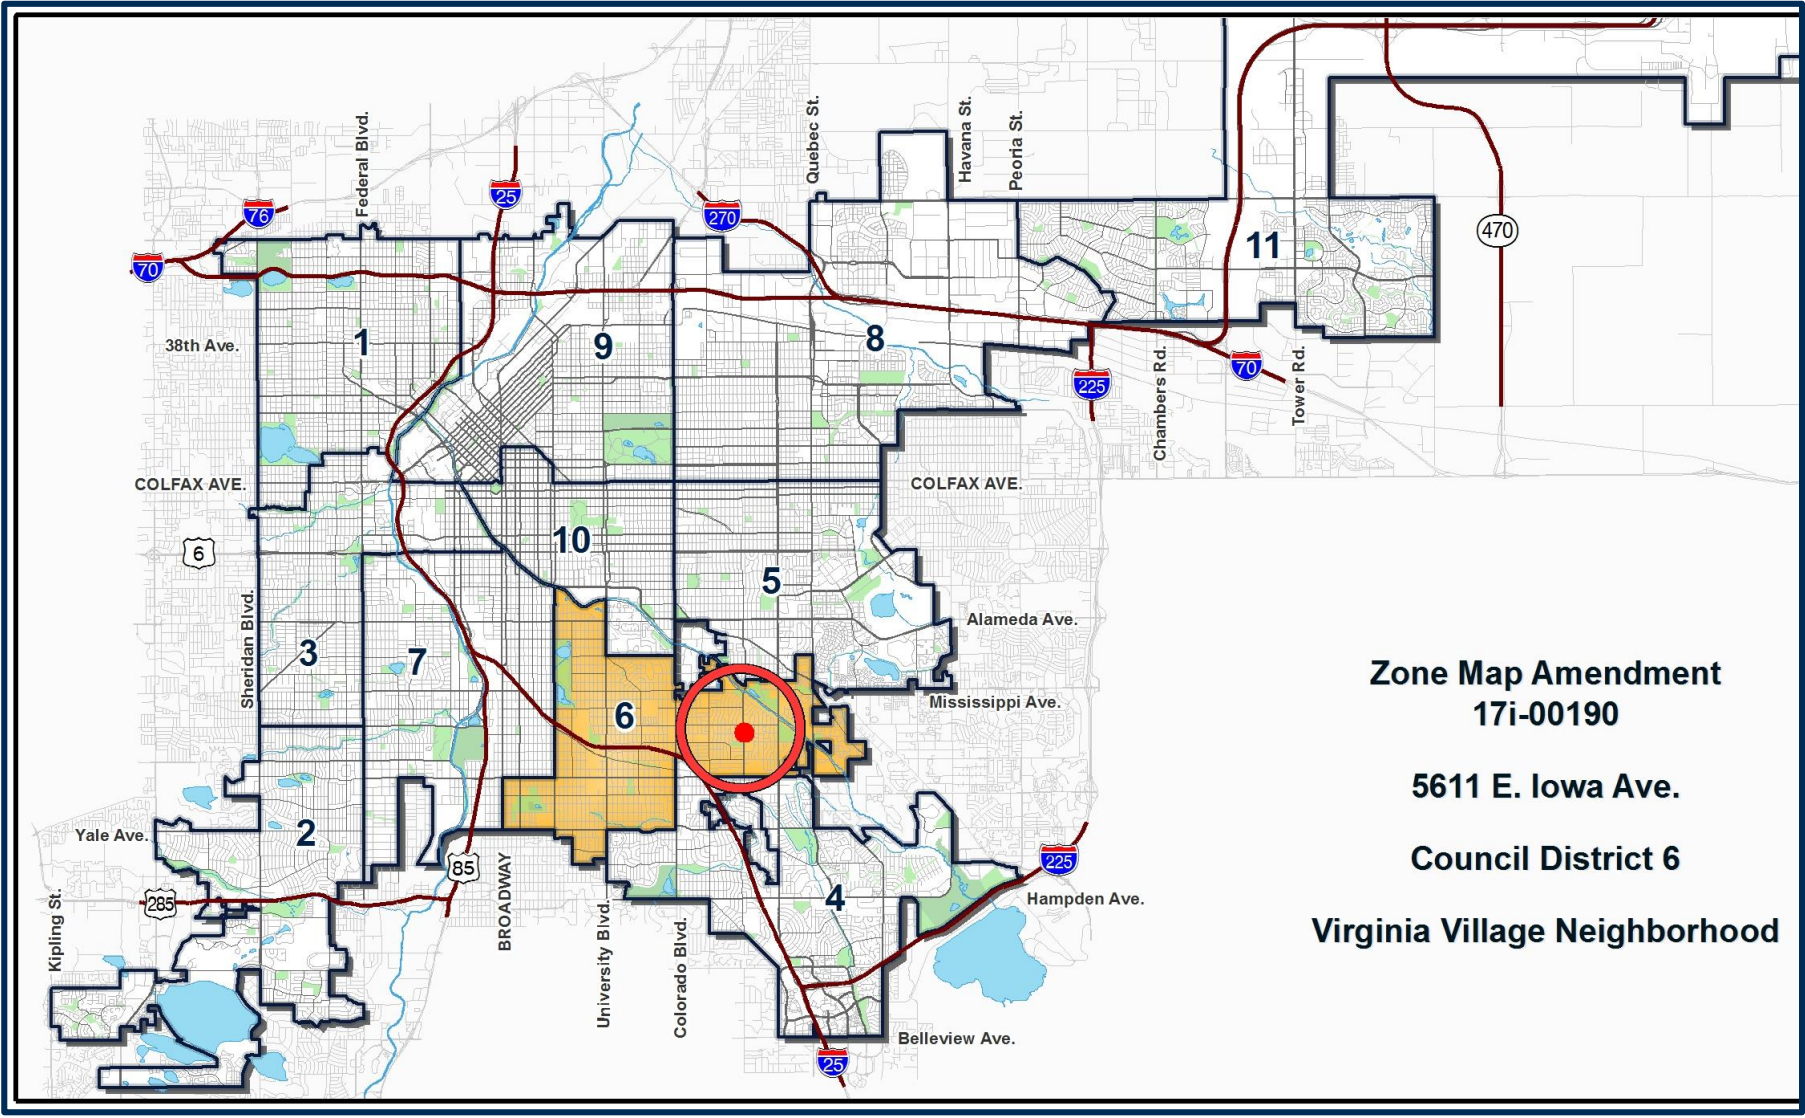 Federal Blvd.
Quebec St.
Havana St.
Peoria St.
25
76
270
70
470
11
38th Ave.
1
9
8
225
70
Chambers Rd.
Tower Rd.
COLFAX AVE.
COLFAX AVE.
6
10
5
Sheridan Blvd.
Alameda Ave.
3
7
6
Mississippi Ave.
Zone Map Amendment
17i-00190
5611 E. Iowa Ave.
Council District 6
Virginia Village Neighborhood
Yale Ave.
2
85
225
285
BROADWAY
4
Hampden Ave.
Kipling St.
University Blvd.
Colorado Blvd.
Belleview Ave.
25